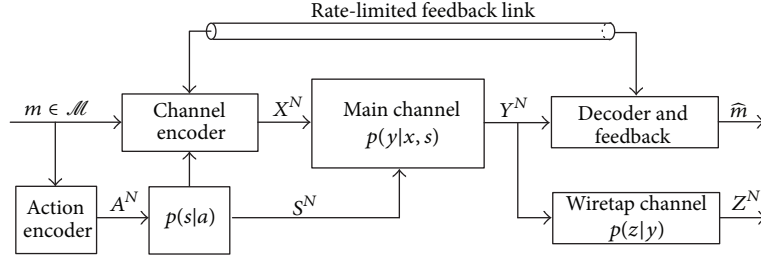 Rate-limited feedback link
m ∈ ℳ
Channel
encoder
X^N
Main channel
p(y|x, s)
Y^N
Decoder and
feedback
m̂
Action
encoder
A^N
p(s|a)
S^N
Wiretap channel
p(z|y)
Z^N